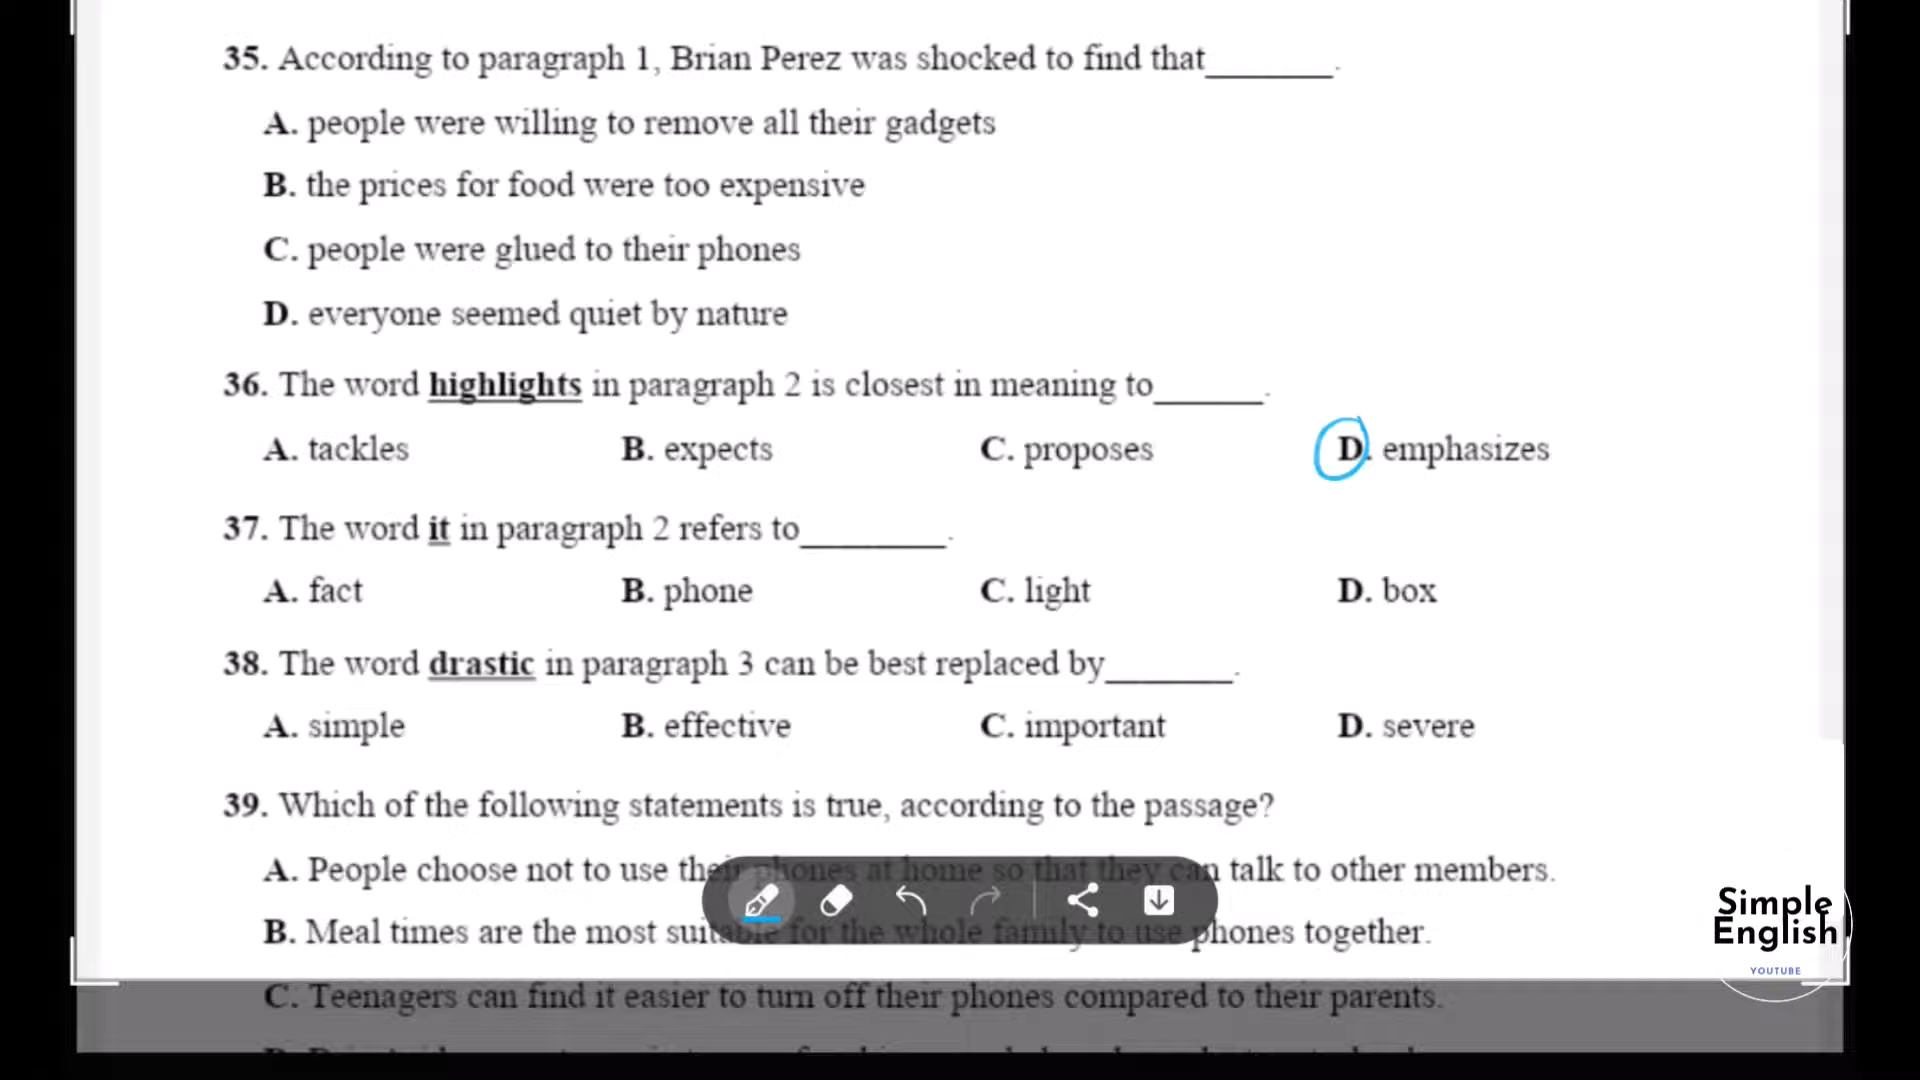 35. According to paragraph 1, Brian Perez was shocked to find that_______.
A. people were willing to remove all their gadgets
B. the prices for food were too expensive
C. people were glued to their phones
D. everyone seemed quiet by nature
36. The word highlights in paragraph 2 is closest in meaning to______.
A. tackles B. expects C. proposes D. emphasizes
37. The word it in paragraph 2 refers to________.
A. fact B. phone C. light D. box
38. The word drastic in paragraph 3 can be best replaced by_______.
A. simple B. effective C. important D. severe
39. Which of the following statements is true, according to the passage?
A. People choose not to use their phones at home so that they can talk to other members.
B. Meal times are the most suitable for the whole family to use phones together.
C. Teenagers can find it easier to turn off their phones compared to their parents.
Simple
English
YOUTUBE